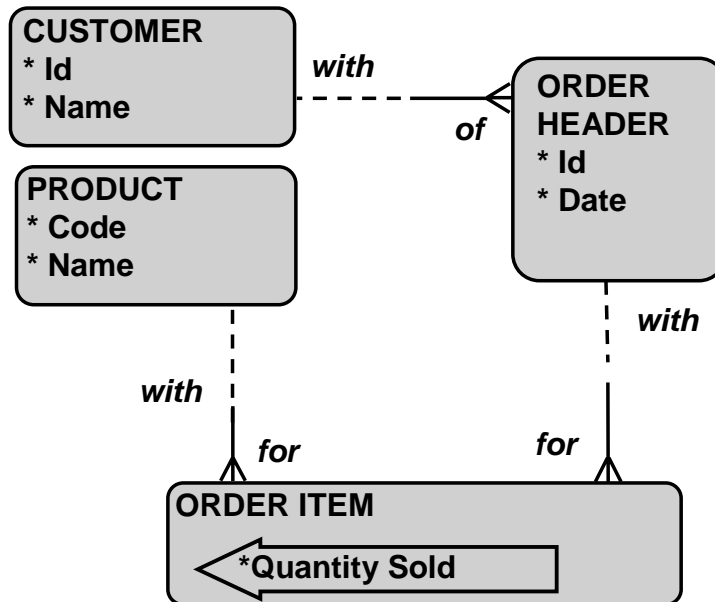 CUSTOMER
* Id
* Name
with
of
ORDER
HEADER
* Id
* Date
PRODUCT
* Code
* Name
with
for
with
for
ORDER ITEM
*Quantity Sold